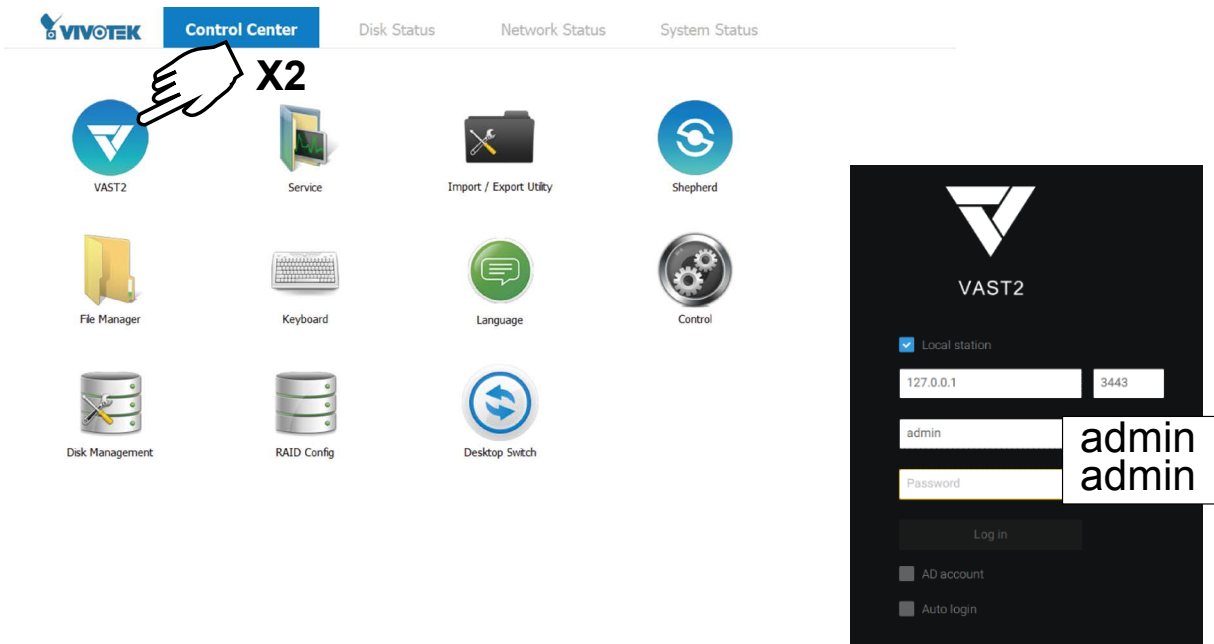 VIVOTEK Control Center Disk Status Network Status System Status
X2
VAST2 Service Import / Export Utility Shepherd
File Manager Keyboard Language Control
Disk Management RAID Config Desktop Switch
VAST2
Local station
127.0.0.1 3443
admin admin
Password admin
Log in
AD account
Auto login